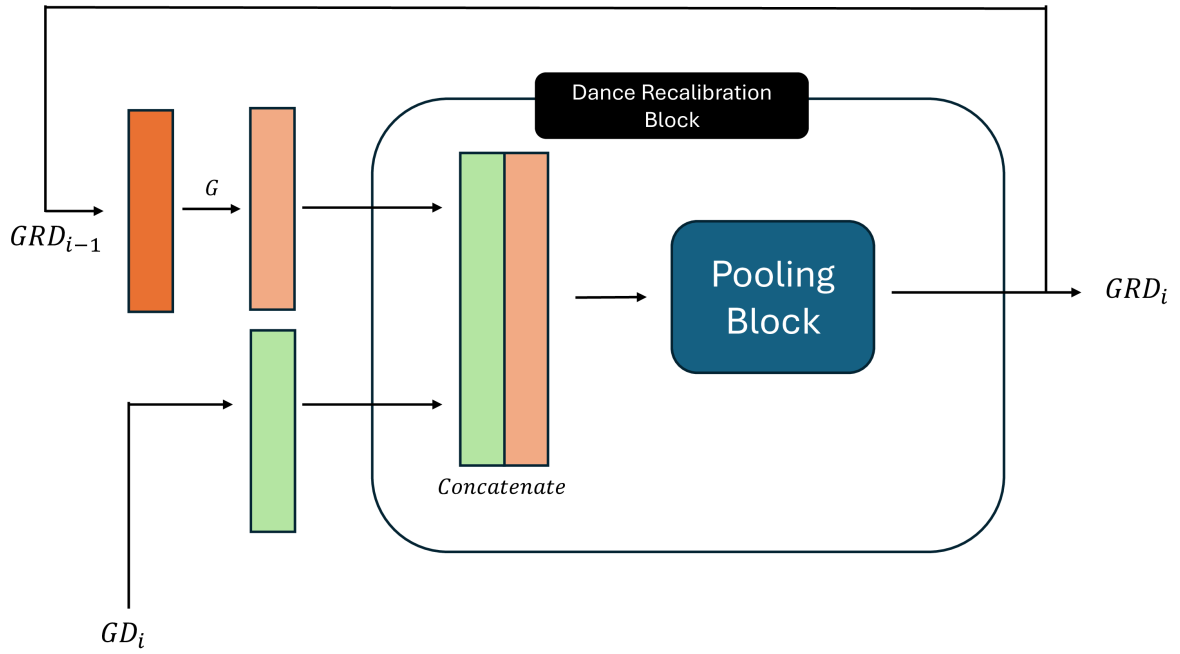 Dance Recalibration
Block
G
GRD_{i-1}
Pooling
Block
GRD_i
Concatenate
GD_i